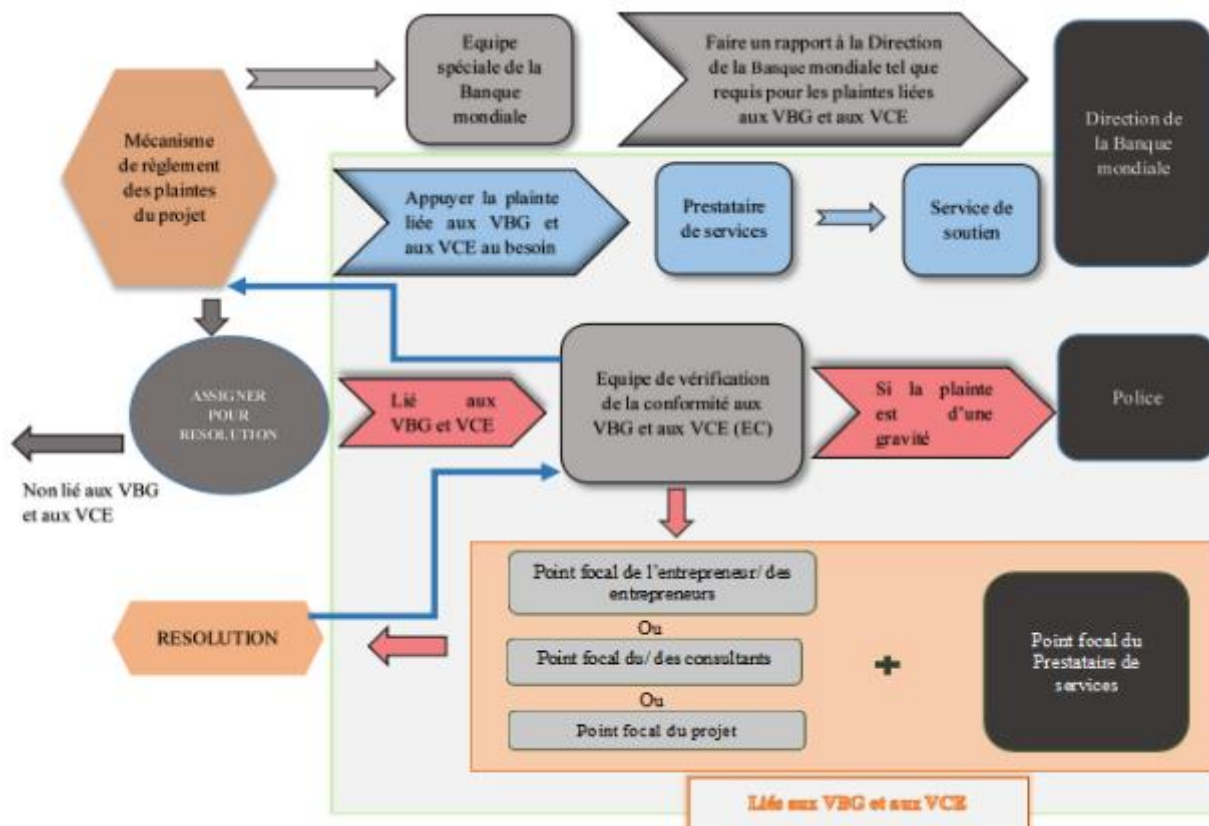 Equipe
spéciale de la
Banque
mondiale
Faire un rapport à la Direction
de la Banque mondiale tel que
requis pour les plaintes liées
aux VBG et aux VCE
Direction de
la Banque
mondiale
Mécanisme
de règlement
des plaintes
du projet
Appuyer la plainte
liée aux VBG et
aux VCE au besoin
Prestataire
de services
Service de
soutien
ASSIGNER
POUR
RESOLUTION
Lié aux
VBG et VCE
Equipe de vérification
de la conformité aux
VBG et aux VCE (EC)
Si la plainte
est d'une
gravité
Police
Non lié aux VBG
et aux VCE
Point focal de l'entrepreneur/ des
entrepreneurs
Ou
Point focal du/ des consultants
Ou
Point focal du projet
+
Point focal du
Prestataire de
services
RESOLUTION
Liés aux VBG et aux VCE